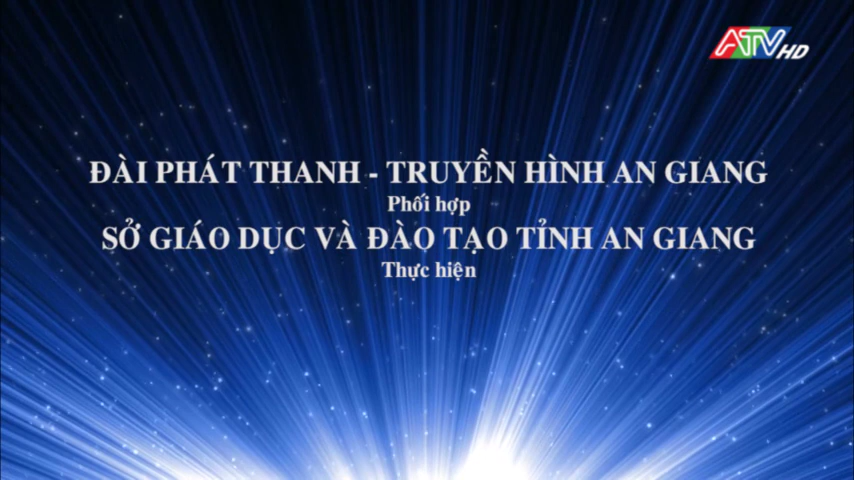 ATV HD
ĐÀI PHÁT THANH - TRUYỀN HÌNH AN GIANG
Phối hợp
SỞ GIÁO DỤC VÀ ĐÀO TẠO TỈNH AN GIANG
Thực hiện